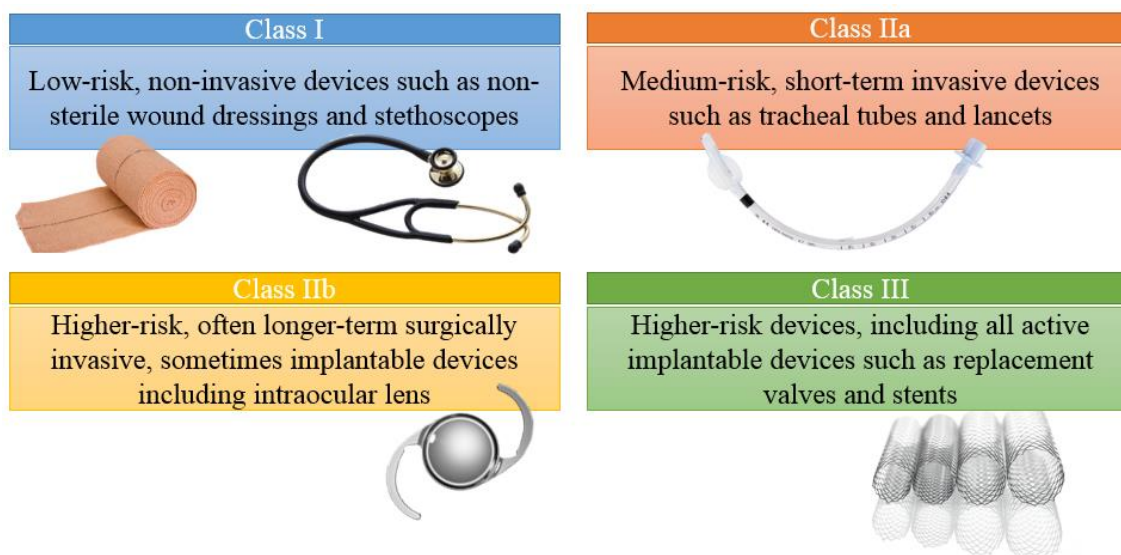 Class I
Low-risk, non-invasive devices such as non-
sterile wound dressings and stethoscopes
Class IIa
Medium-risk, short-term invasive devices
such as tracheal tubes and lancets
Class IIb
Higher-risk, often longer-term surgically
invasive, sometimes implantable devices
including intraocular lens
Class III
Higher-risk devices, including all active
implantable devices such as replacement
valves and stents